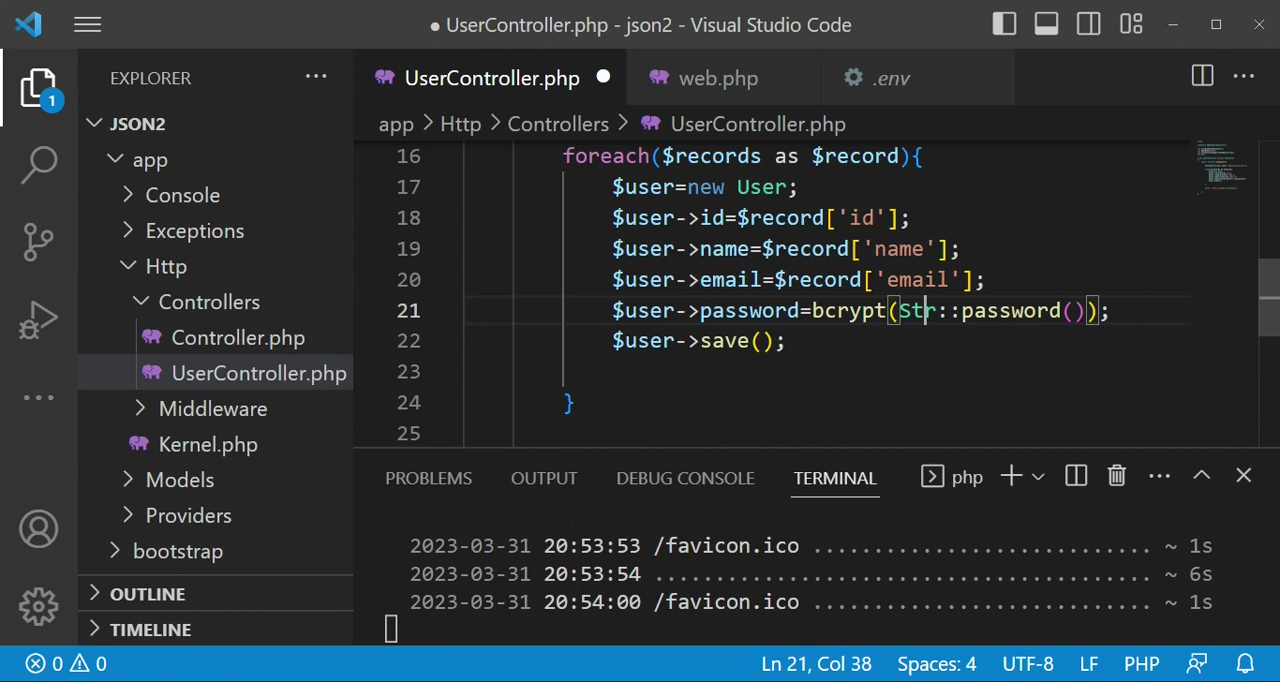 ● UserController.php - json2 - Visual Studio Code
EXPLORER
UserController.php
web.php
.env
1
JSON2
app > Http > Controllers > UserController.php
app
Console
Exceptions
Http
Controllers
Controller.php
UserController.php
Middleware
Kernel.php
Models
Providers
bootstrap
OUTLINE
TIMELINE
16 foreach($records as $record){
17 $user=new User;
18 $user->id=$record['id'];
19 $user->name=$record['name'];
20 $user->email=$record['email'];
21 $user->password=bcrypt(Str::password());
22 $user->save();
23
24 }
25
PROBLEMS OUTPUT DEBUG CONSOLE TERMINAL php
2023-03-31 20:53:53 /favicon.ico ............................ ~ 1s
2023-03-31 20:53:54 ......................................... ~ 6s
2023-03-31 20:54:00 /favicon.ico ............................ ~ 1s
0 0 Ln 21, Col 38 Spaces: 4 UTF-8 LF PHP